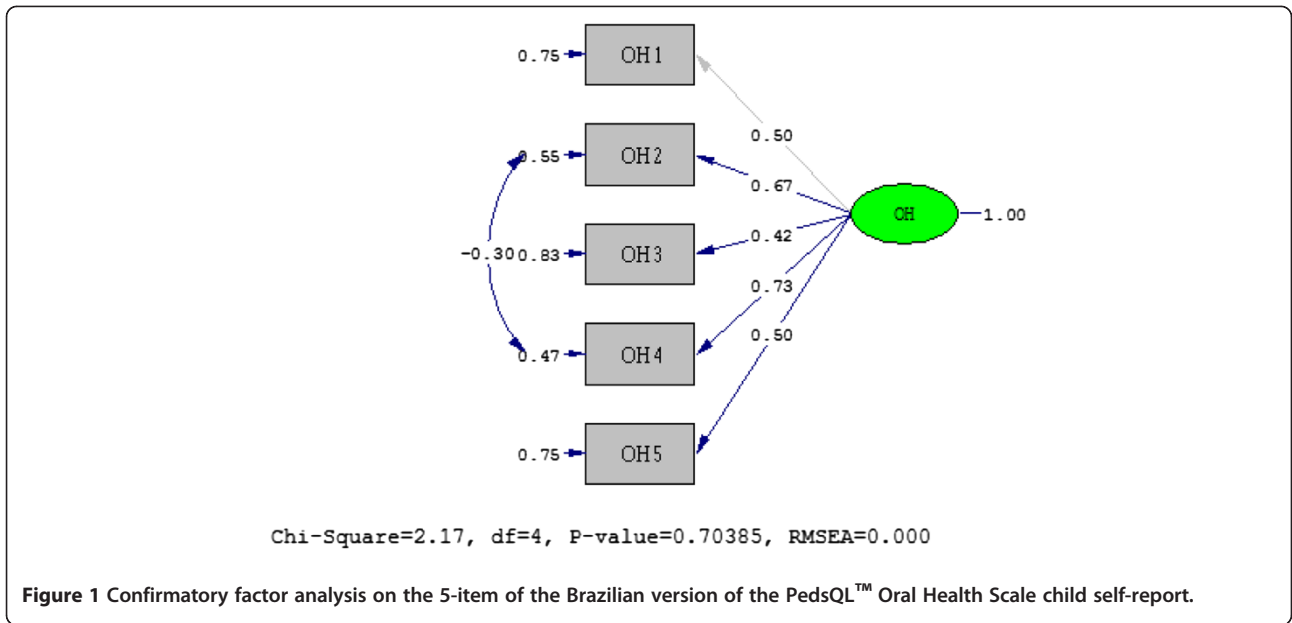 0.75 OH1
0.50
0.55 OH2
0.67
OH 1.00
0.42
-0.30 0.83 OH3
0.73
0.50
0.47 OH4
0.75 OH5
Chi-Square=2.17, df=4, P-value=0.70385, RMSEA=0.000
Figure 1 Confirmatory factor analysis on the 5-item of the Brazilian version of the PedsQL™ Oral Health Scale child self-report.